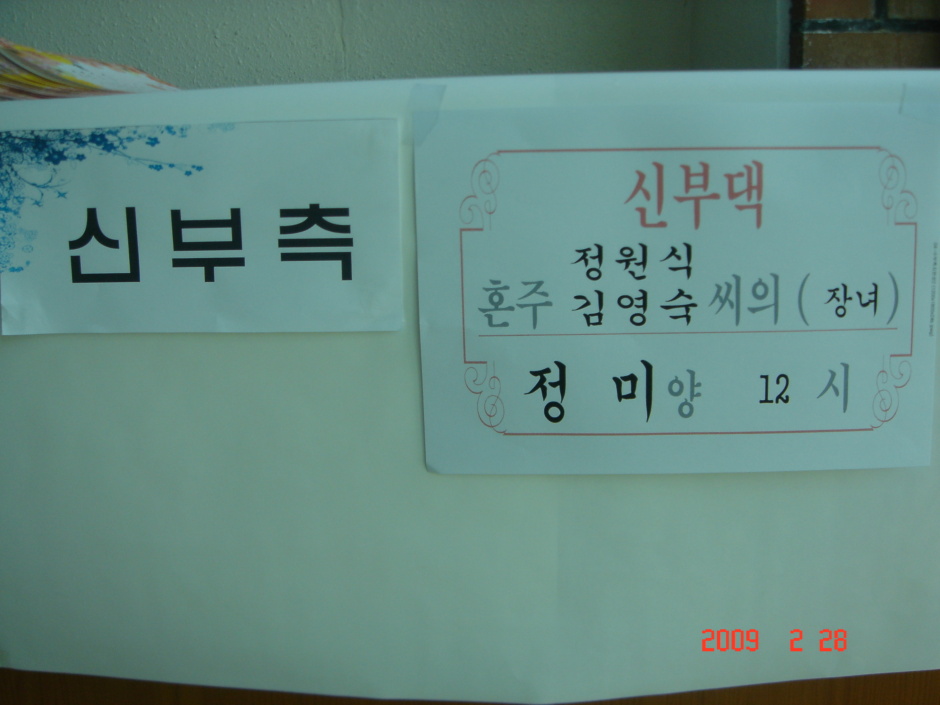 신부측
신부댁
정원식
혼주 김영숙 씨의 (장녀)
정 미양 12 시
2009 2 28